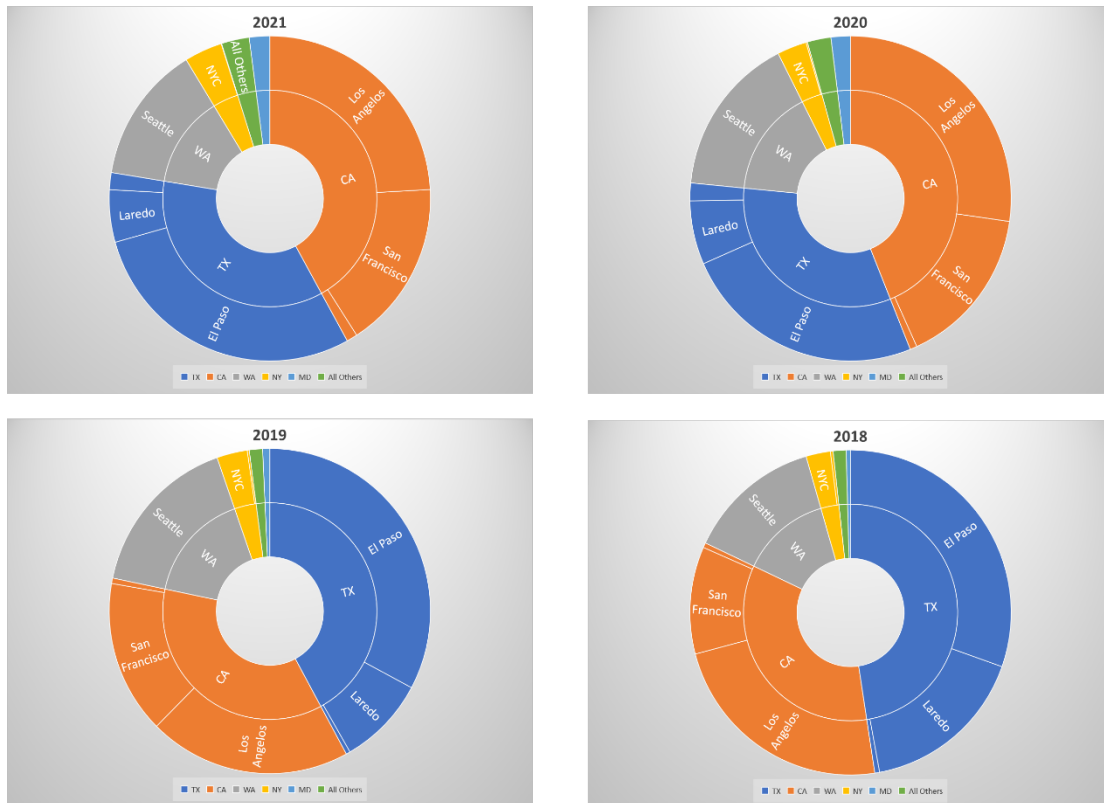 2021
Los
Angelos
San
Francisco
CA
El Paso
TX
Laredo
Seattle
WA
NYC
All Others
TX CA WA NY MD All Others
2020
Los
Angelos
San
Francisco
CA
El Paso
TX
Laredo
Seattle
WA
NYC
TX CA WA NY MD All Others
2019
El Paso
TX
Laredo
Los
Angelos
CA
San
Francisco
Seattle
WA
NYC
TX CA WA NY MD All Others
2018
El Paso
TX
Laredo
Los
Angelos
CA
San
Francisco
Seattle
WA
NYC
TX CA WA NY MD All Others